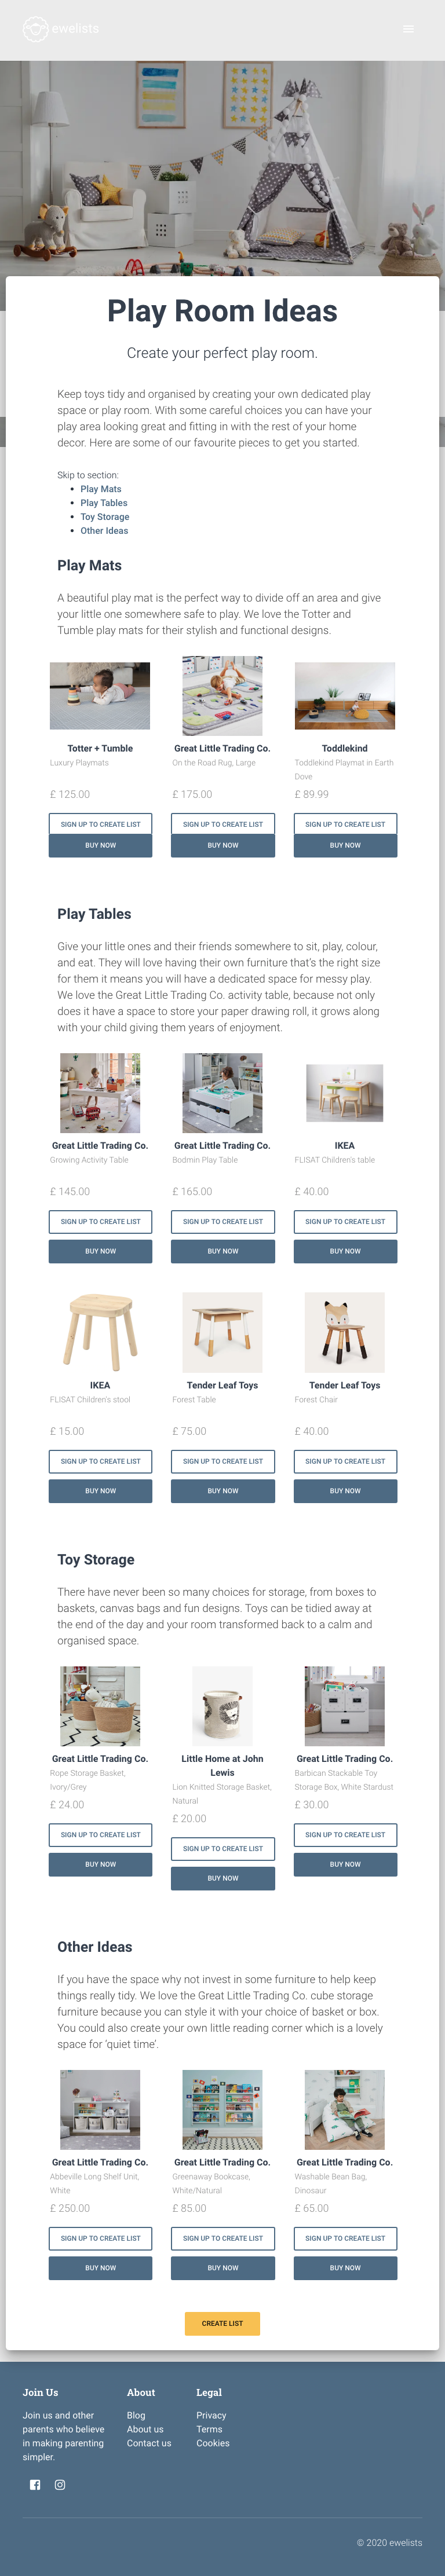 ewelists
Play Room Ideas
Create your perfect play room.
Keep toys tidy and organised by creating your own dedicated play
space or play room. With some careful choices you can have your
play area looking great and fitting in with the rest of your home
decor. Here are some of our favourite pieces to get you started.
Skip to section:
Play Mats
Play Tables
Toy Storage
Other Ideas
Play Mats
A beautiful play mat is the perfect way to divide off an area and give
your little one somewhere safe to play. We love the Totter and
Tumble play mats for their stylish and functional designs.
Totter + Tumble
Luxury Playmats
£ 125.00
SIGN UP TO CREATE LIST
BUY NOW
Great Little Trading Co.
On the Road Rug, Large
£ 175.00
SIGN UP TO CREATE LIST
BUY NOW
Toddlekind
Toddlekind Playmat in Earth
Dove
£ 89.99
SIGN UP TO CREATE LIST
BUY NOW
Play Tables
Give your little ones and their friends somewhere to sit, play, colour,
and eat. They will love having their own furniture that’s the right size
for them it means you will have a dedicated space for messy play.
We love the Great Little Trading Co. activity table, because not only
does it have a space to store your paper drawing roll, it grows along
with your child giving them years of enjoyment.
Great Little Trading Co.
Growing Activity Table
£ 145.00
SIGN UP TO CREATE LIST
BUY NOW
Great Little Trading Co.
Bodmin Play Table
£ 165.00
SIGN UP TO CREATE LIST
BUY NOW
IKEA
FLISAT Children's table
£ 40.00
SIGN UP TO CREATE LIST
BUY NOW
IKEA
FLISAT Children's stool
£ 15.00
SIGN UP TO CREATE LIST
BUY NOW
Tender Leaf Toys
Forest Table
£ 75.00
SIGN UP TO CREATE LIST
BUY NOW
Tender Leaf Toys
Forest Chair
£ 40.00
SIGN UP TO CREATE LIST
BUY NOW
Toy Storage
There have never been so many choices for storage, from boxes to
baskets, canvas bags and fun designs. Toys can be tidied away at
the end of the day and your room transformed back to a calm and
organised space.
Great Little Trading Co.
Rope Storage Basket,
Ivory/Grey
£ 24.00
SIGN UP TO CREATE LIST
BUY NOW
Little Home at John
Lewis
Lion Knitted Storage Basket,
Natural
£ 20.00
SIGN UP TO CREATE LIST
BUY NOW
Great Little Trading Co.
Barbican Stackable Toy
Storage Box, White Stardust
£ 30.00
SIGN UP TO CREATE LIST
BUY NOW
Other Ideas
If you have the space why not invest in some furniture to help keep
things really tidy. We love the Great Little Trading Co. cube storage
furniture because you can style it with your choice of basket or box.
You could also create your own little reading corner which is a lovely
space for ‘quiet time’.
Great Little Trading Co.
Abbeville Long Shelf Unit,
White
£ 250.00
SIGN UP TO CREATE LIST
BUY NOW
Great Little Trading Co.
Greenaway Bookcase,
White/Natural
£ 85.00
SIGN UP TO CREATE LIST
BUY NOW
Great Little Trading Co.
Washable Bean Bag,
Dinosaur
£ 65.00
SIGN UP TO CREATE LIST
BUY NOW
CREATE LIST
Join Us
Join us and other
parents who believe
in making parenting
simpler.
About
Blog
About us
Contact us
Legal
Privacy
Terms
Cookies
© 2020 ewelists